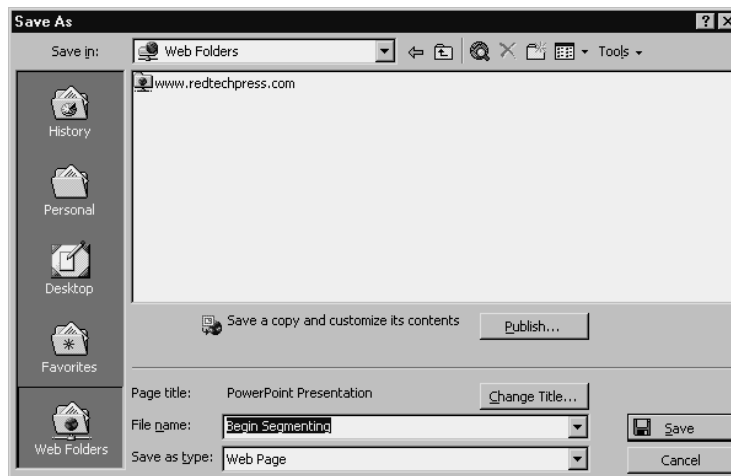 Save As
Save in:
Web Folders
Tools
www.redtechpress.com
History
Personal
Desktop
Favorites
Web Folders
Save a copy and customize its contents
Publish...
Page title:
PowerPoint Presentation
Change Title...
File name:
Begin Segmenting
Save
Save as type:
Web Page
Cancel